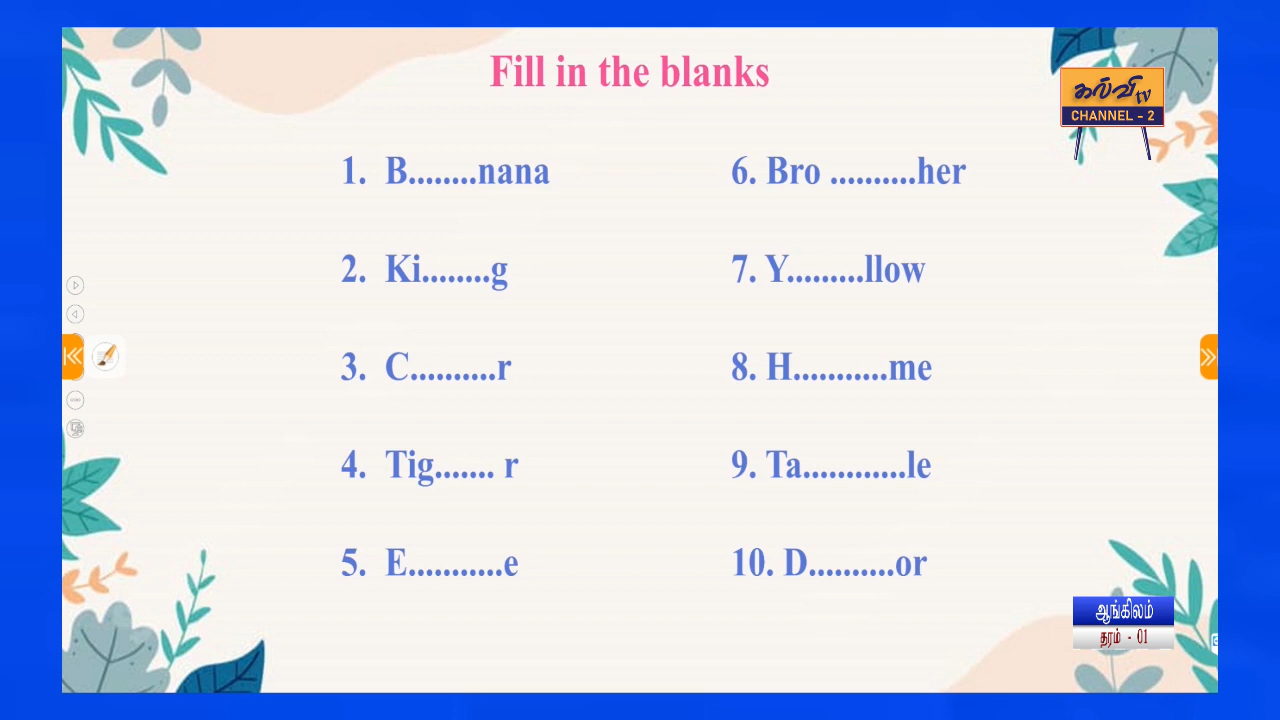 Fill in the blanks
கல்வி tv
CHANNEL - 2
1. B........nana
2. Ki........g
3. C..........r
4. Tig....... r
5. E...........e
6. Bro ..........her
7. Y.........llow
8. H...........me
9. Ta............le
10. D..........or
ஆங்கிலம்
தரம் - 01